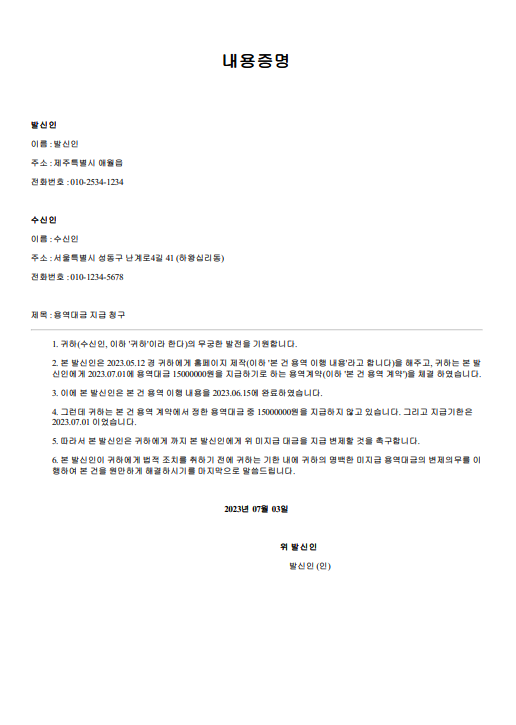 내용증명
발신인
이름 : 발신인
주소 : 제주특별시 애월읍
전화번호 : 010-2534-1234
수신인
이름 : 수신인
주소 : 서울특별시 성동구 난계로4길 41 (하왕십리동)
전화번호 : 010-1234-5678
제목 : 용역대금 지급 청구
1. 귀하(수신인, 이하 '귀하'이라 한다)의 무궁한 발전을 기원합니다.
2. 본 발신인은 2023.05.12 경 귀하에게 홈페이지 제작(이하 '본 건 용역 이행 내용'라고 합니다)을 해주고, 귀하는 본 발
신인에게 2023.07.01에 용역대금 15000000원을 지급하기로 하는 용역계약(이하 '본 건 용역 계약')을 체결 하였습니다.
3. 이에 본 발신인은 본 건 용역 이행 내용을 2023.06.15에 완료하였습니다.
4. 그런데 귀하는 본 건 용역 계약에서 정한 용역대금 중 15000000원을 지급하지 않고 있습니다. 그리고 지급기한은
2023.07.01 이었습니다.
5. 따라서 본 발신인은 귀하에게 까지 본 발신인에게 위 미지급 대금을 지급 변제할 것을 촉구합니다.
6. 본 발신인이 귀하에게 법적 조치를 취하기 전에 귀하는 기한 내에 귀하의 명백한 미지급 용역대금의 변제의무를 이
행하여 본 건을 원만하게 해결하시기를 마지막으로 말씀드립니다.
2023년 07월 03일
위 발신인
발신인 (인)